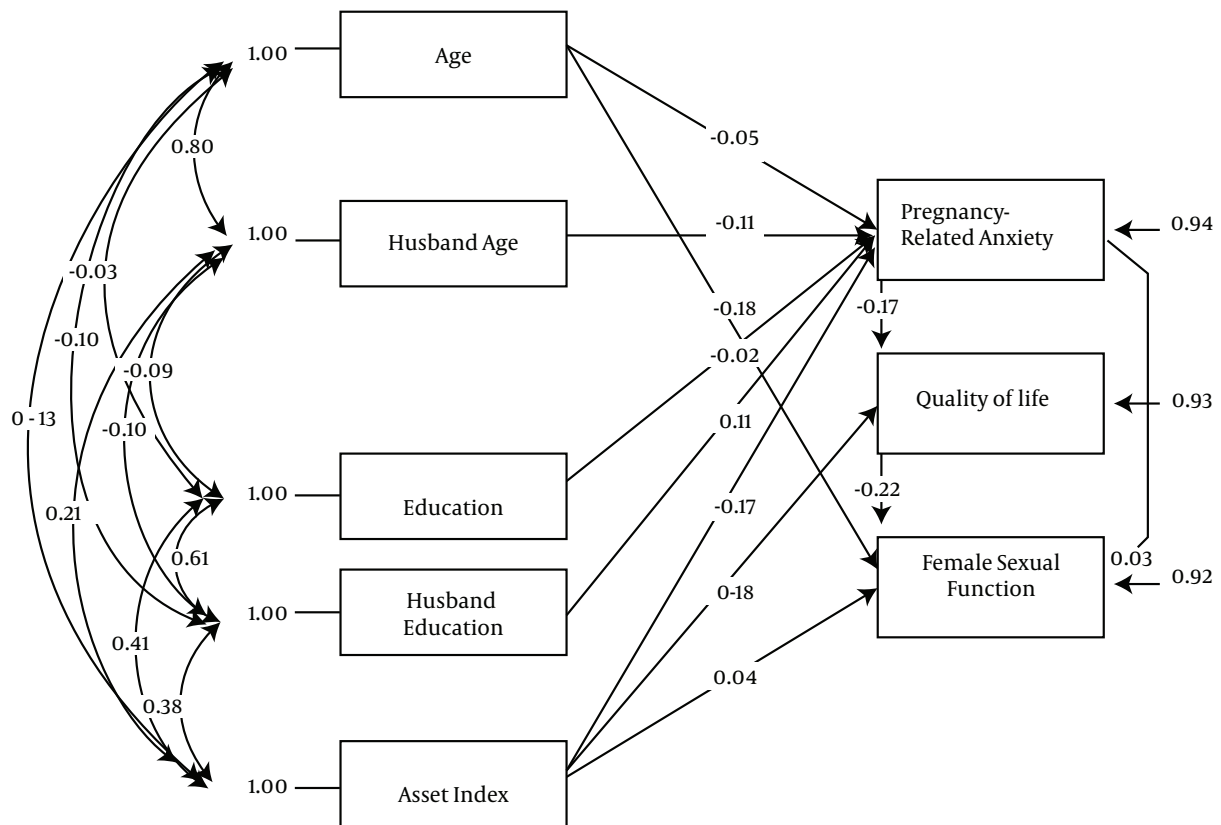 1.00
Age
0.80
-0.05
1.00
Husband Age
-0.11
Pregnancy-
Related Anxiety
0.94
-0.03
-0.18
-0.17
-0.10
-0.09
-0.02
Quality of life
0.93
0 -13
-0.10
0.11
1.00
Education
-0.22
0.21
-0.17
0.61
Female Sexual
Function
0.03
0.92
1.00
Husband
Education
0-18
0.41
0.04
0.38
1.00
Asset Index